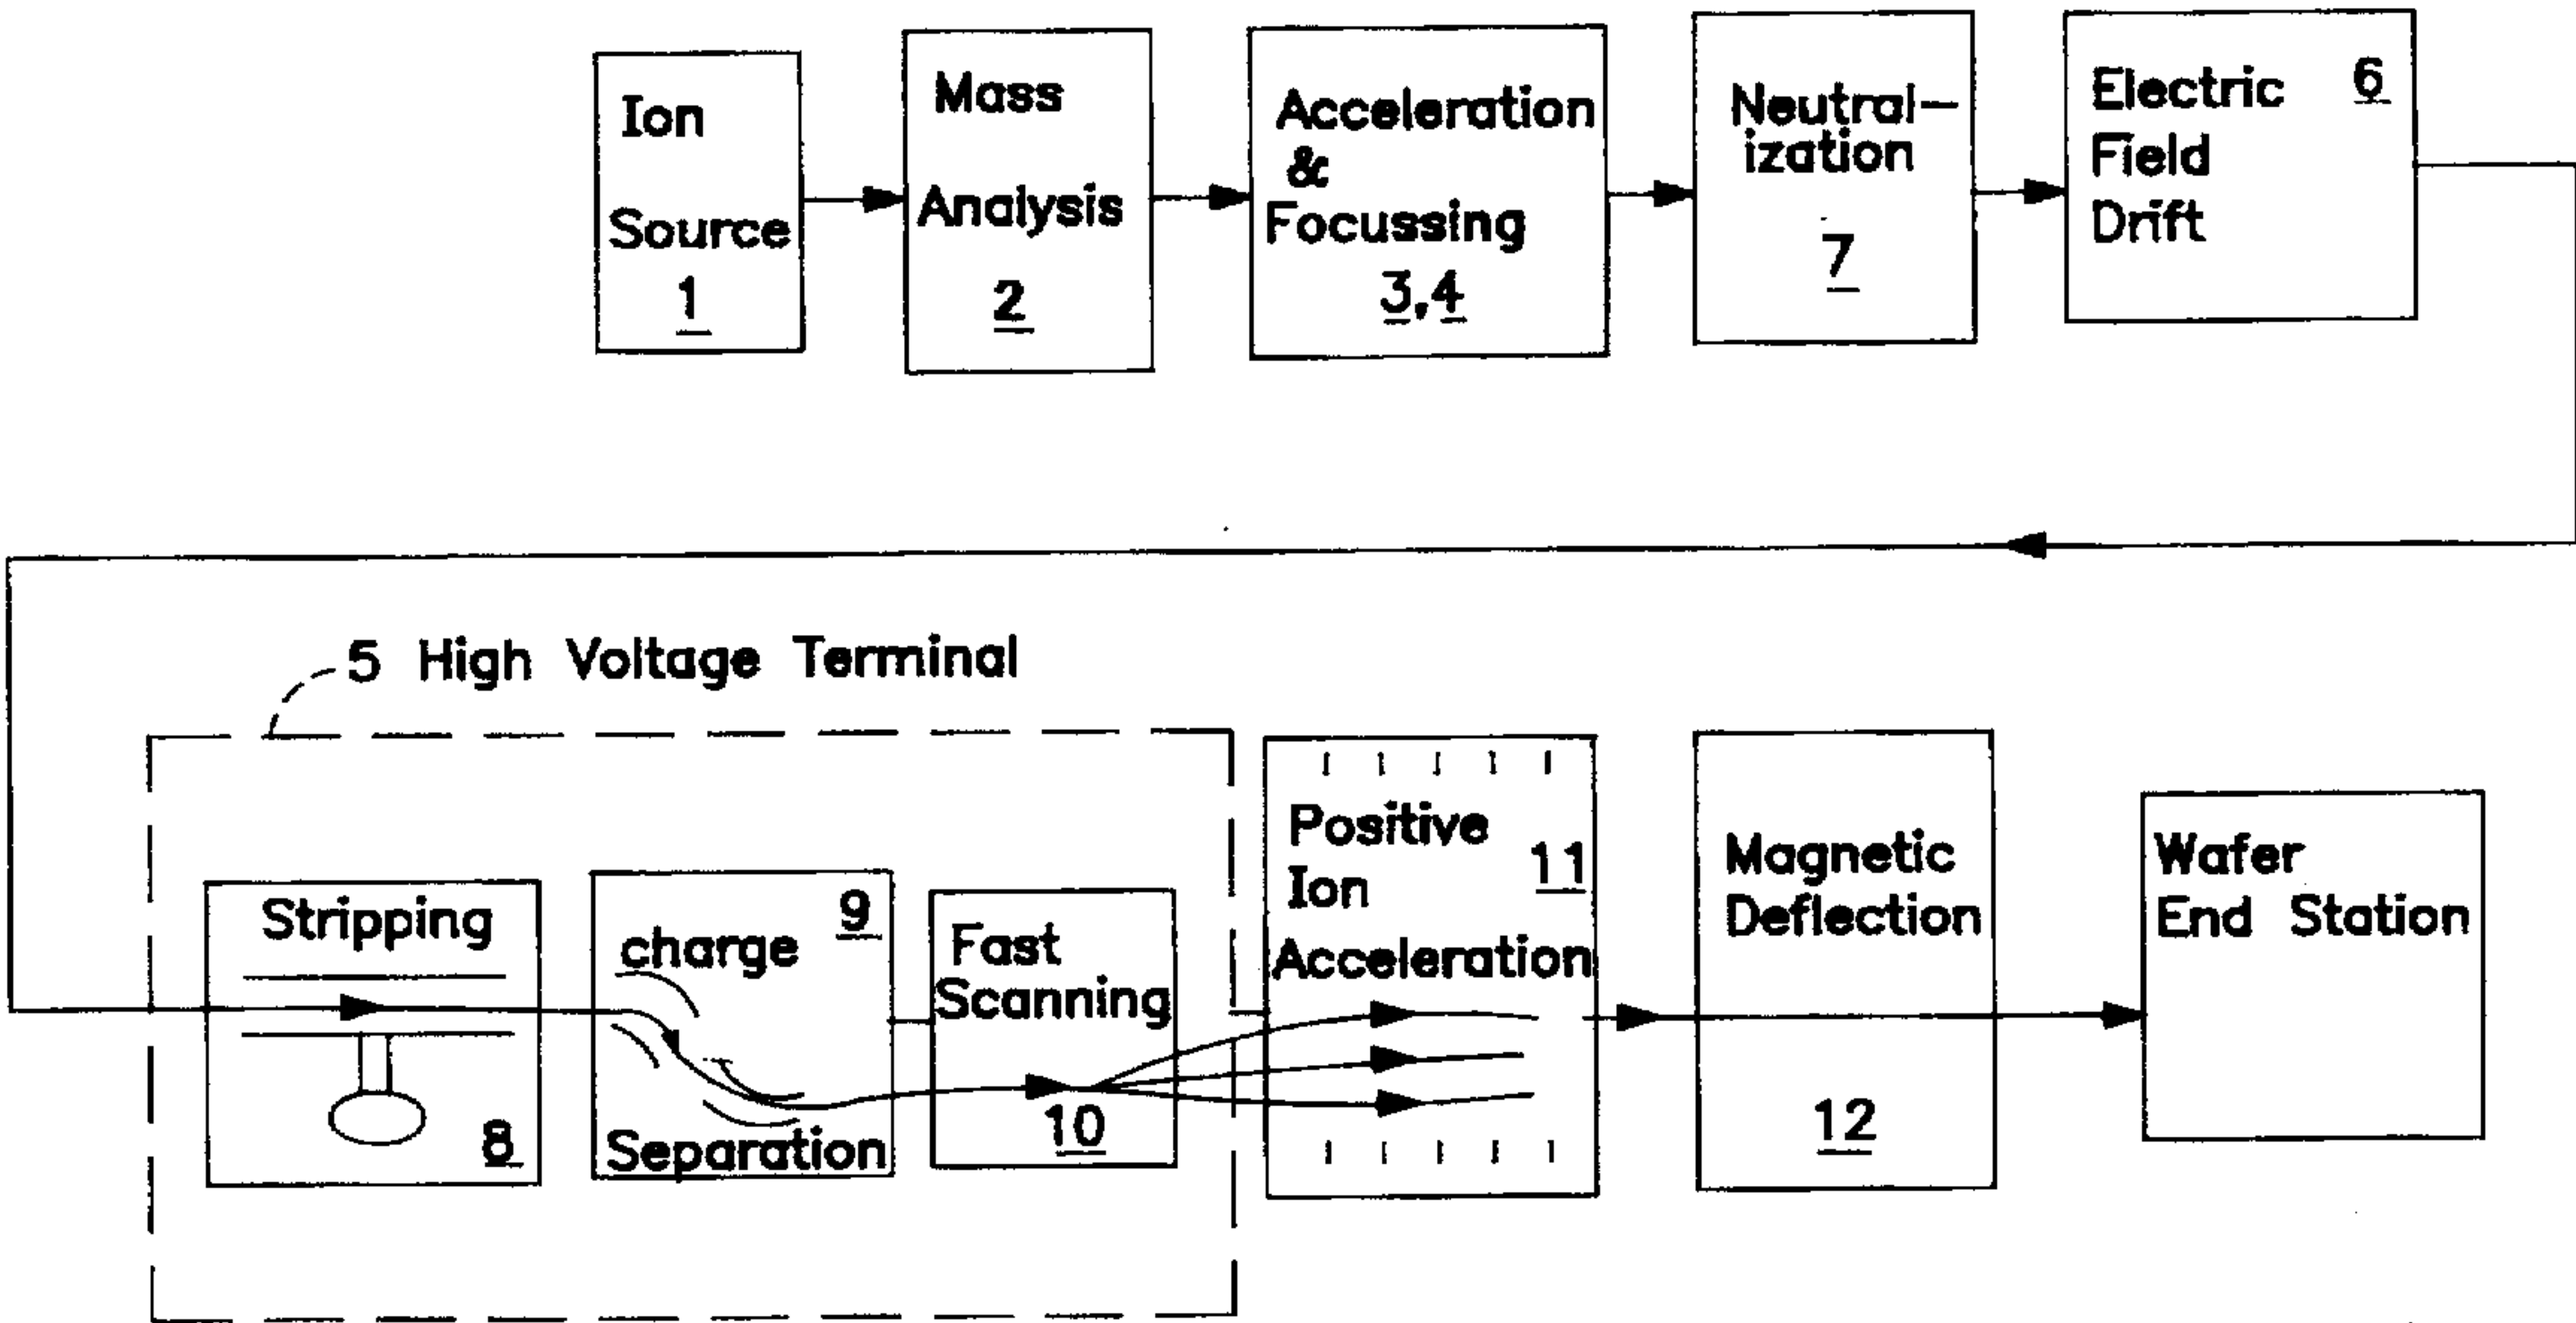 Ion
Source
1
Mass
Analysis
2
Acceleration
&
Focussing
3,4
Neutral-
ization
7
Electric 6
Field
Drift
5 High Voltage Terminal
Stripping
8
9
charge
Separation
Fast
Scanning
10
Positive
Ion 11
Acceleration
Magnetic
Deflection
12
Wafer
End Station